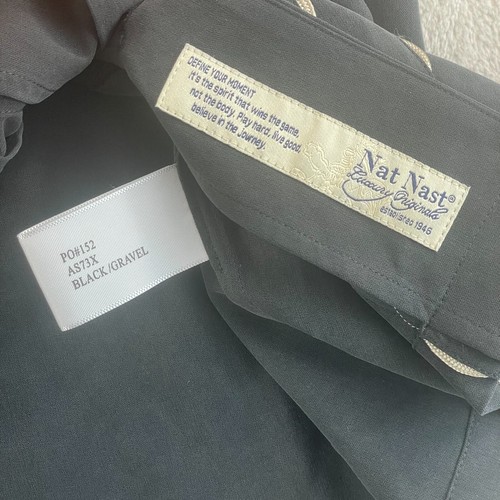 DEFINE YOUR MOMENT
It's the spirit that wins the game,
not the body. Play hard, live good,
believe in the Journey.
Nat Nast®
Luxury Originals
ESTABLISHED 1946
PO#152
AS73X
BLACK/GRAVEL